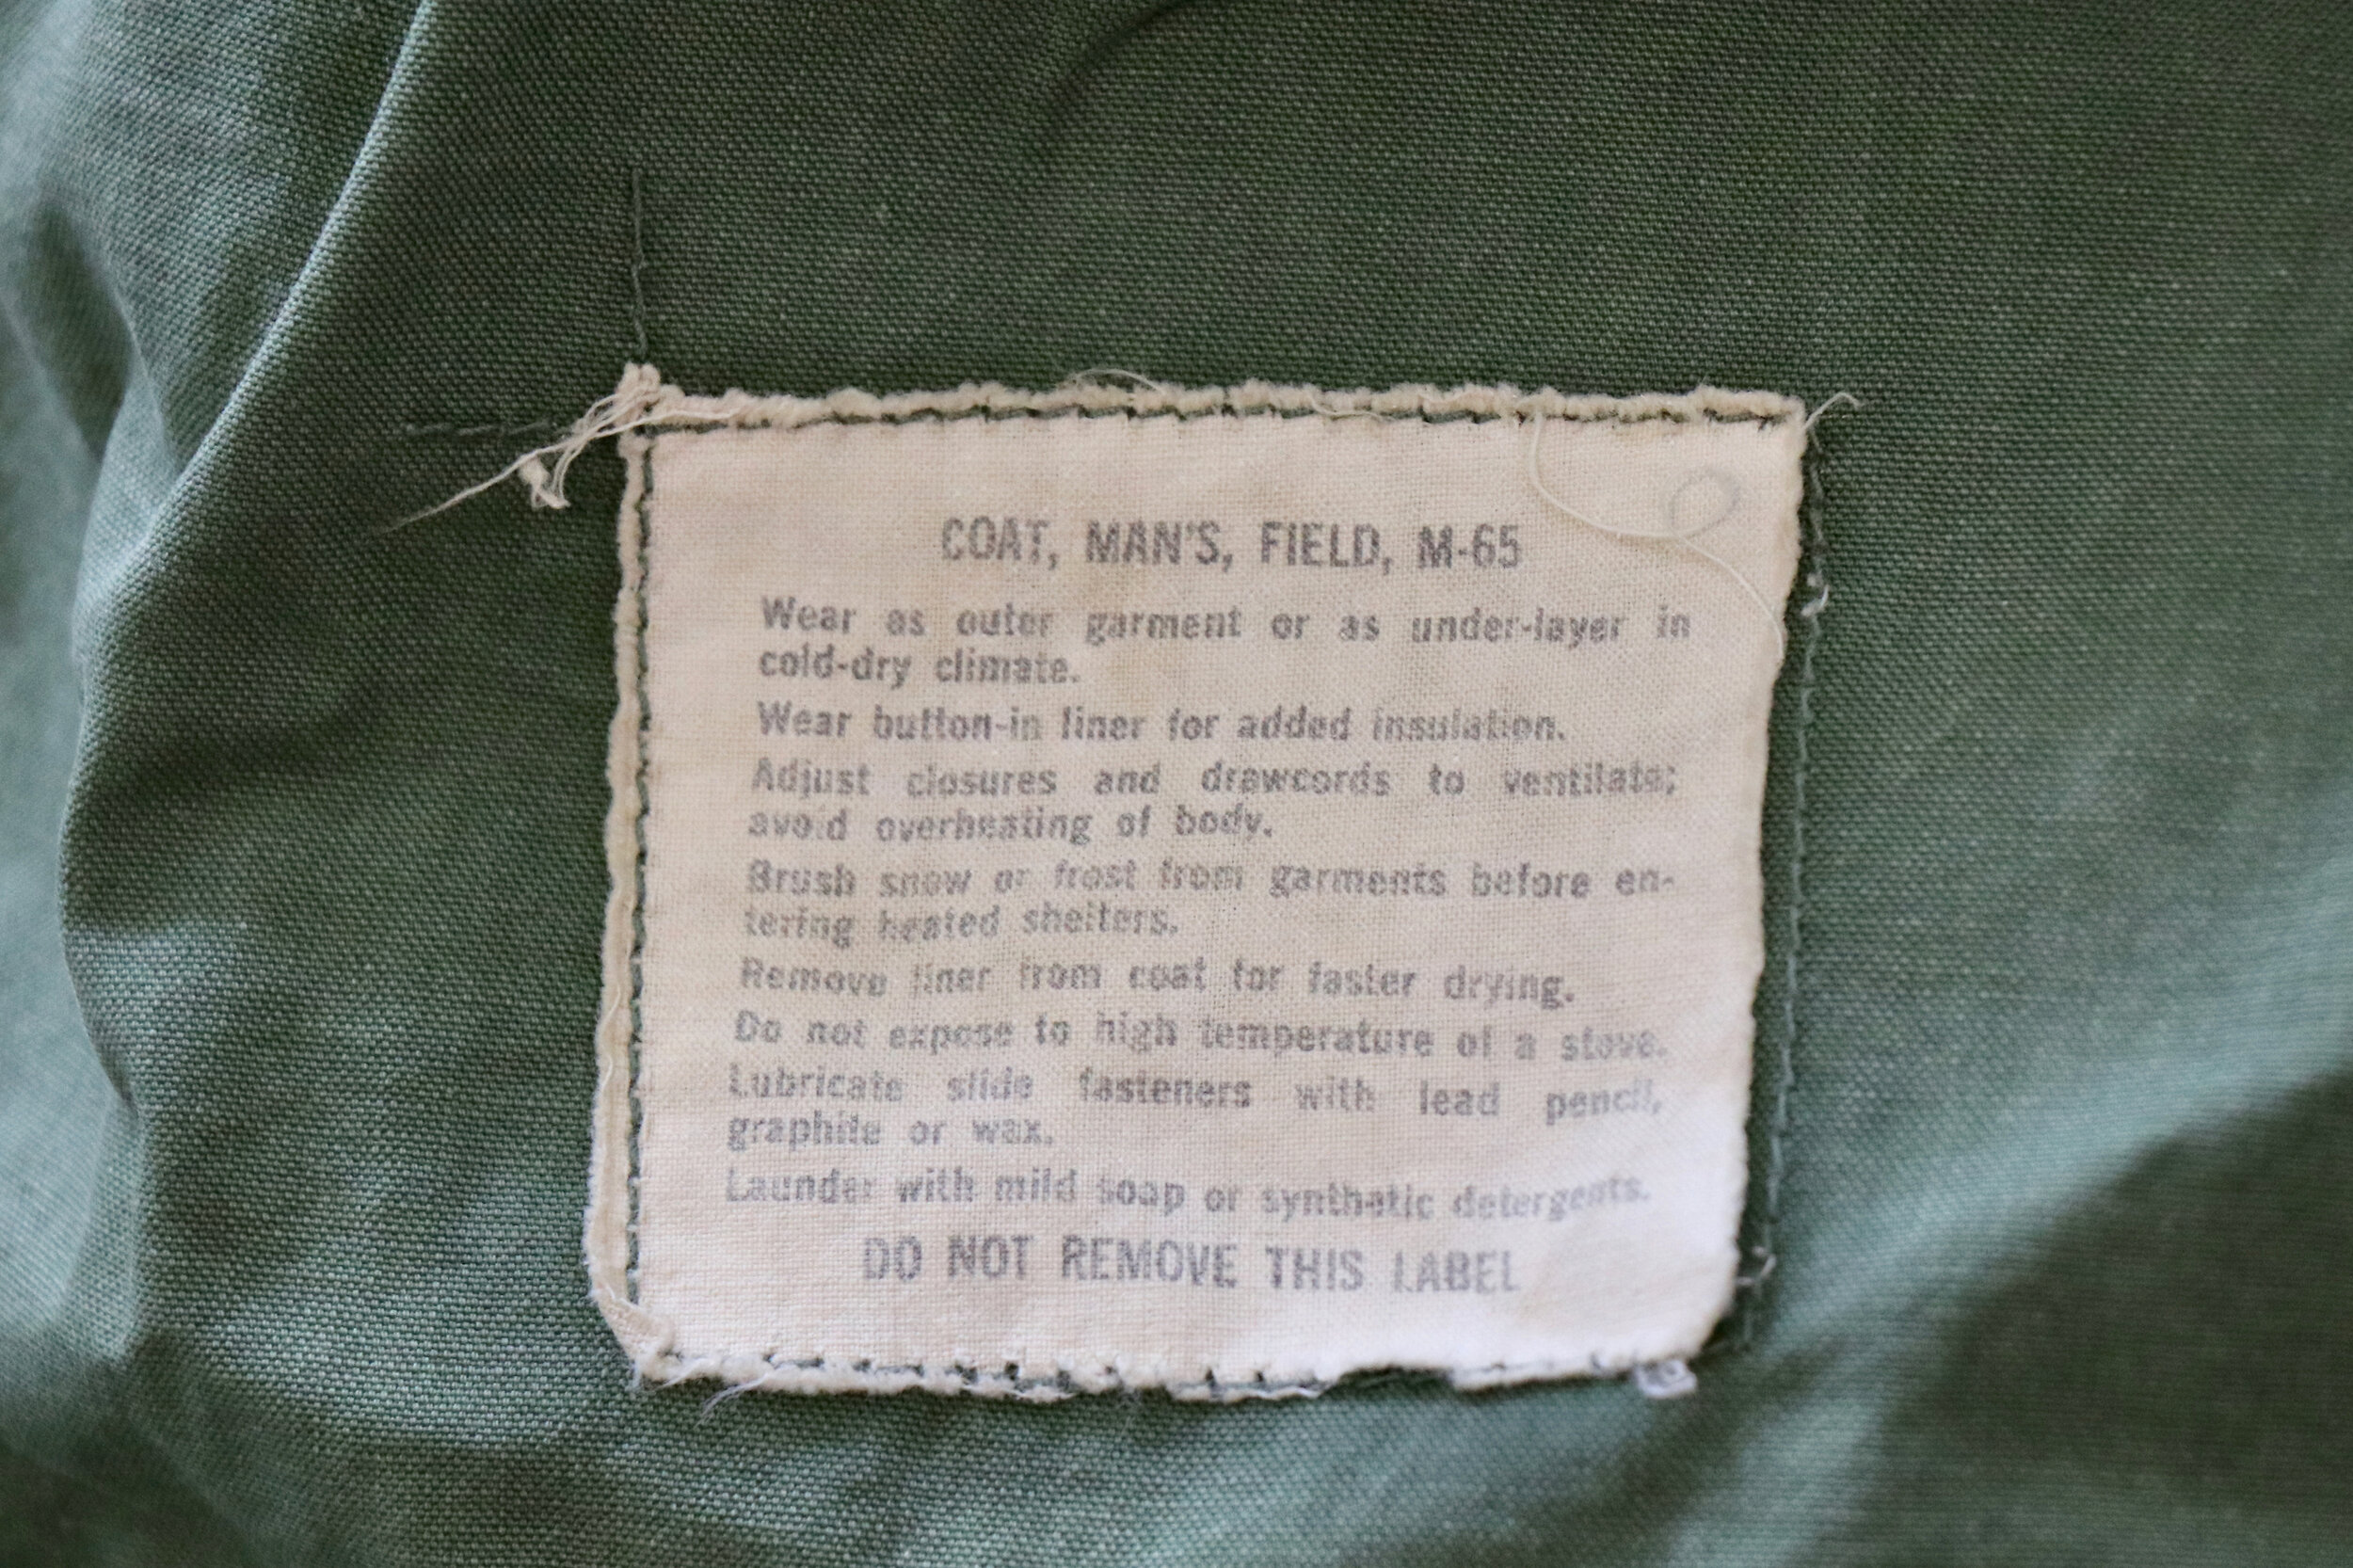 COAT, MAN'S, FIELD, M-65
Wear as outer garment or as under-layer in
cold-dry climate.
Wear button-in liner for added insulation.
Adjust closures and drawcords to ventilate;
avoid overheating of body.
Brush snow or frost from garments before en-
tering heated shelters.
Remove liner from coat for faster drying.
Do not expose to high temperature of a stove.
Lubricate slide fasteners with lead pencil,
graphite or wax.
Launder with mild soap or synthetic detergents.
DO NOT REMOVE THIS LABEL